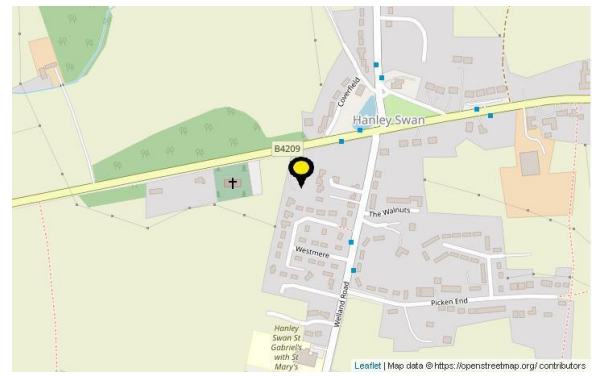 Coverfield
Hanley Swan
B4209
The Walnuts
Westmere
Welland Road
Picken End
Hanley
Swan St
Gabriel's
with St
Mary's
Leaflet | Map data © https://openstreetmap.org/ contributors